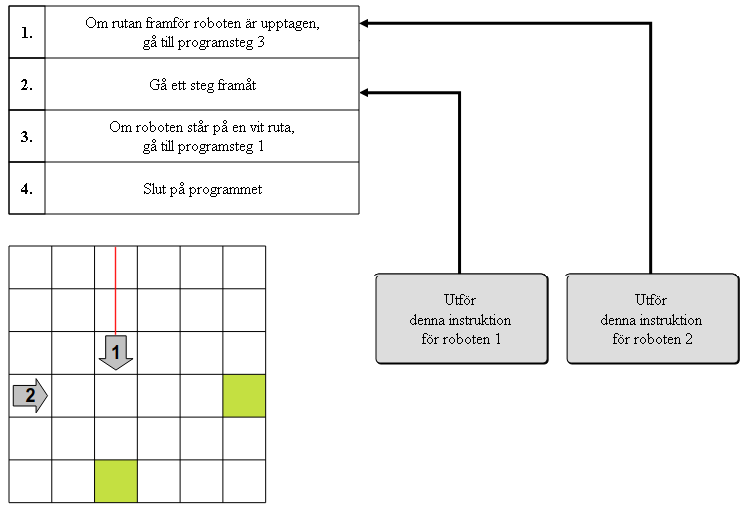 1.
Om rutan framför roboten är upptagen,
gå till programsteg 3
2.
Gå ett steg framåt
3.
Om roboten står på en vit ruta,
gå till programsteg 1
4.
Slut på programmet
Utför
denna instruktion
för roboten 1
Utför
denna instruktion
för roboten 2
1
2